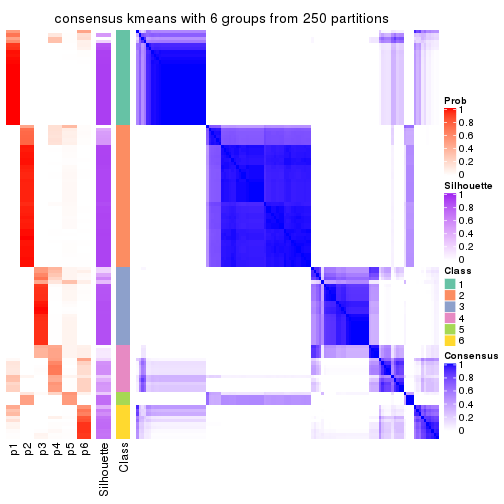 consensus kmeans with 6 groups from 250 partitions
Prob
1
0.8
0.6
0.4
0.2
0
Silhouette
1
0.8
0.6
0.4
0.2
0
Class
1
2
3
4
5
6
Consensus
1
0.8
0.6
0.4
0.2
0
p1
p2
p3
p4
p5
p6
Silhouette
Class